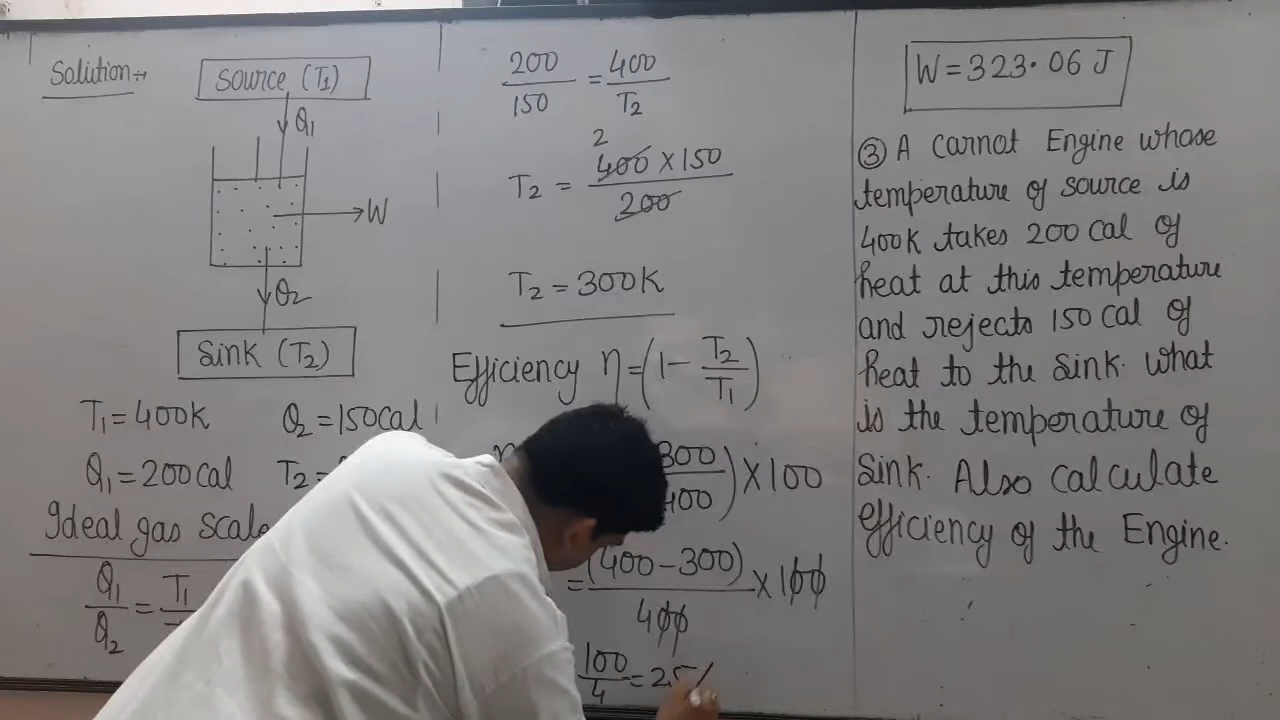 Solution →
Source (T1)
Q1
W
Q2
Sink (T2)
T1 = 400K Q2 = 150Cal
Q1 = 200Cal T2 =
Ideal gas scale
Q1/Q2 = T1
200/150 = 400/T2
2
T2 = 400 × 150/200
T2 = 300K
Efficiency η = (1 - T2/T1)
300/400) × 100
= (400 - 300)/400 × 100
100/4 = 25%
W = 323.06 J
③ A Carnot Engine whose
temperature of source is
400K takes 200 Cal of
heat at this temperature
and rejects 150 Cal of
heat to the Sink. What
is the temperature of
Sink. Also calculate
efficiency of the Engine.